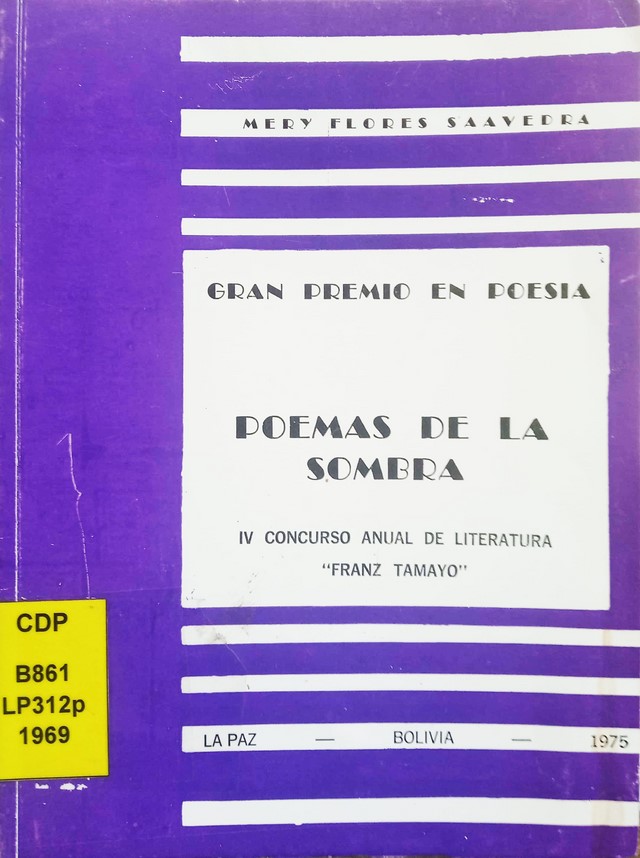 MERY FLORES SAAVEDRA
GRAN PREMIO EN POESIA
POEMAS DE LA
SOMBRA
IV CONCURSO ANUAL DE LITERATURA
“FRANZ TAMAYO”
CDP
B861
LP312p
1969
LA PAZ — BOLIVIA — 1975